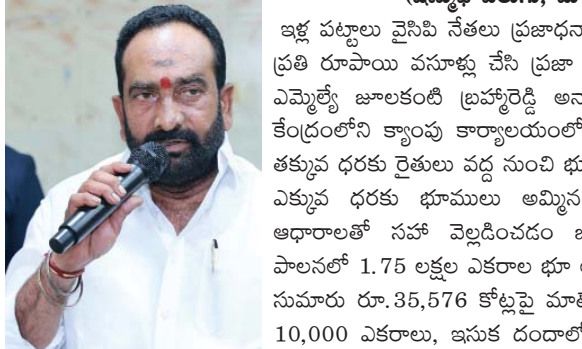 ఇళ్ల పట్టాలు వైసిపి నేతలు ప్రజాధనా
ప్రతి రూపాయి వసూళ్లు చేసి ప్రజా
ఎమ్మెల్యే జూలకంటి బ్రహ్మారెడ్డి అన
కేంద్రంలోని క్యాంపు కార్యాలయంలో
తక్కువ ధరకు రైతులు వద్ద నుంచి భు
ఎక్కువ ధరకు భూములు అమ్మిన
ఆధారాలతో సహా వెల్లడించడం
పాలనలో 1.75 లక్షల ఎకరాల భూ
సుమారు రూ.35,576 కోట్లపై మాట
10,000 ఎకరాలు, ఇసుక దందాలో